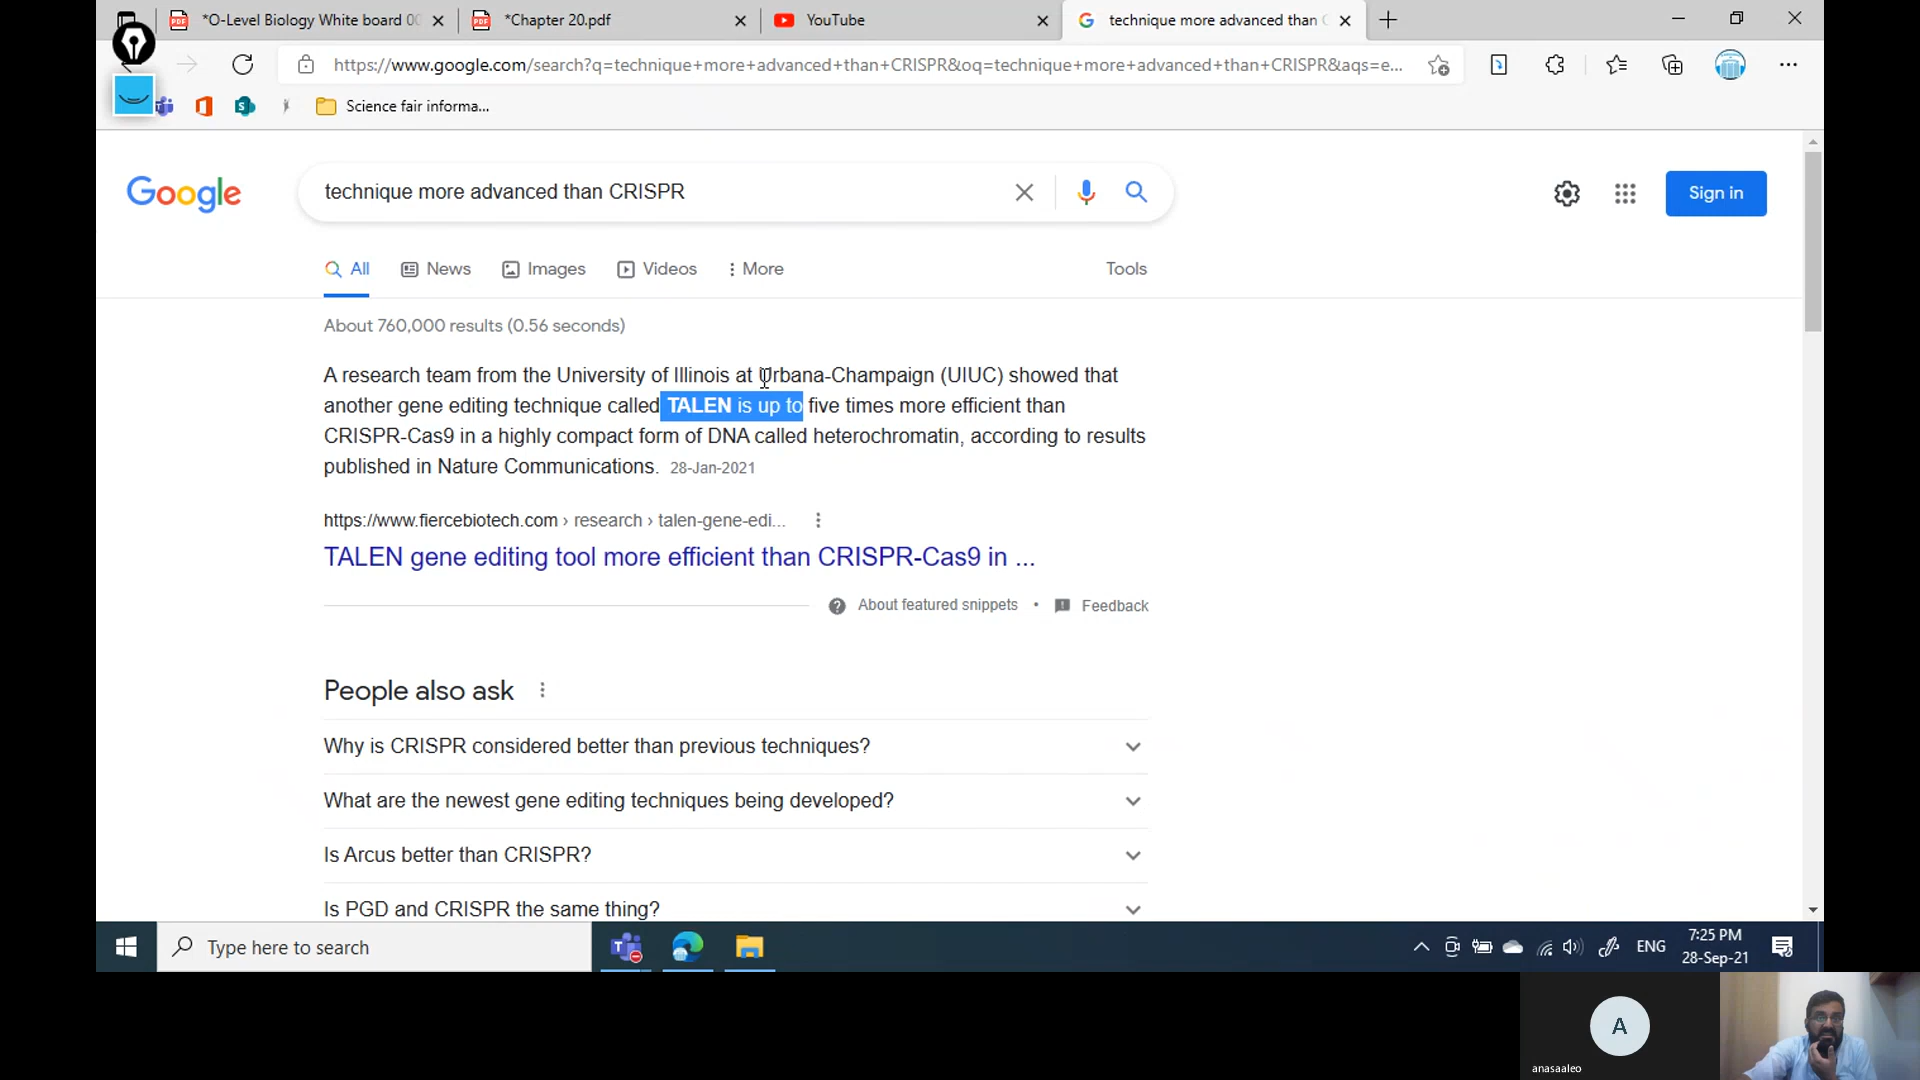 *O-Level Biology White board 00
*Chapter 20.pdf
YouTube
technique more advanced than C
https://www.google.com/search?q=technique+more+advanced+than+CRISPR&oq=technique+more+advanced+than+CRISPR&aqs=e...
Science fair informa...
Google
technique more advanced than CRISPR
Sign in
All
News
Images
Videos
More
Tools
About 760,000 results (0.56 seconds)
A research team from the University of Illinois at Urbana-Champaign (UIUC) showed that
another gene editing technique called TALEN is up to five times more efficient than
CRISPR-Cas9 in a highly compact form of DNA called heterochromatin, according to results
published in Nature Communications. 28-Jan-2021
https://www.fiercebiotech.com › research › talen-gene-edi...
TALEN gene editing tool more efficient than CRISPR-Cas9 in ...
About featured snippets • Feedback
People also ask
Why is CRISPR considered better than previous techniques?
What are the newest gene editing techniques being developed?
Is Arcus better than CRISPR?
Is PGD and CRISPR the same thing?
Type here to search
ENG
7:25 PM
28-Sep-21
A
anasaaleo